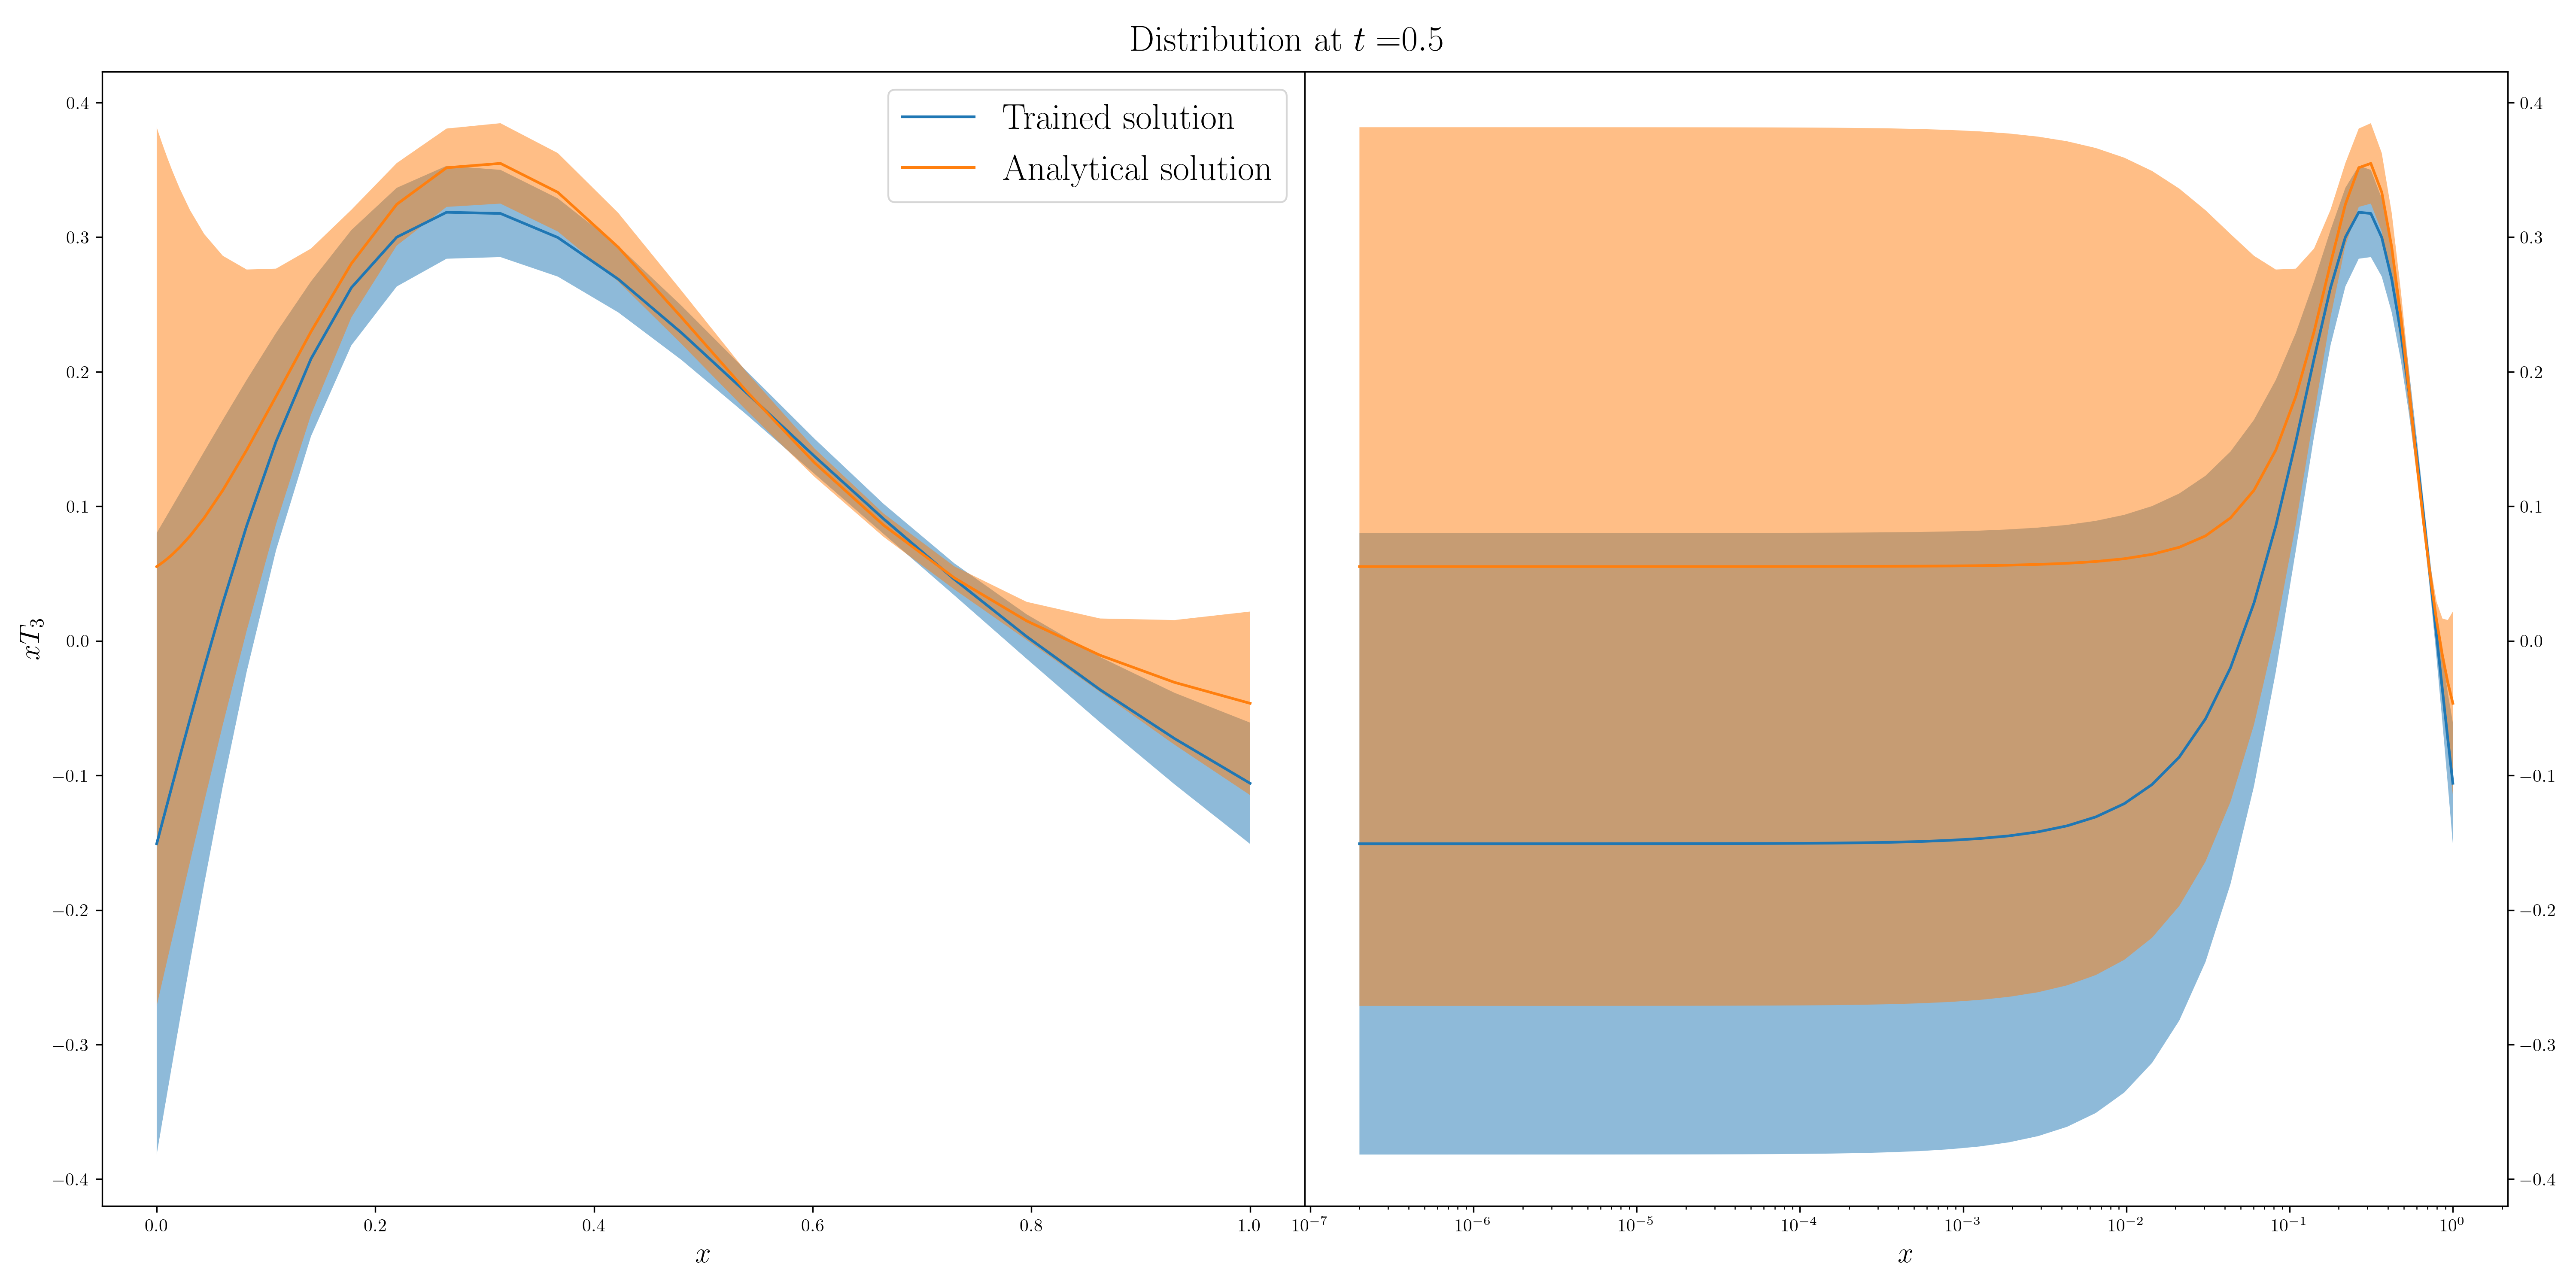 Distribution at t =0.5
Trained solution
Analytical solution
xT₃
0.4
0.3
0.2
0.1
0.0
−0.1
−0.2
−0.3
−0.4
0.0 0.2 0.4 0.6 0.8 1.0
x
10⁻⁷ 10⁻⁶ 10⁻⁵ 10⁻⁴ 10⁻³ 10⁻² 10⁻¹ 10⁰
x
0.4
0.3
0.2
0.1
0.0
−0.1
−0.2
−0.3
−0.4